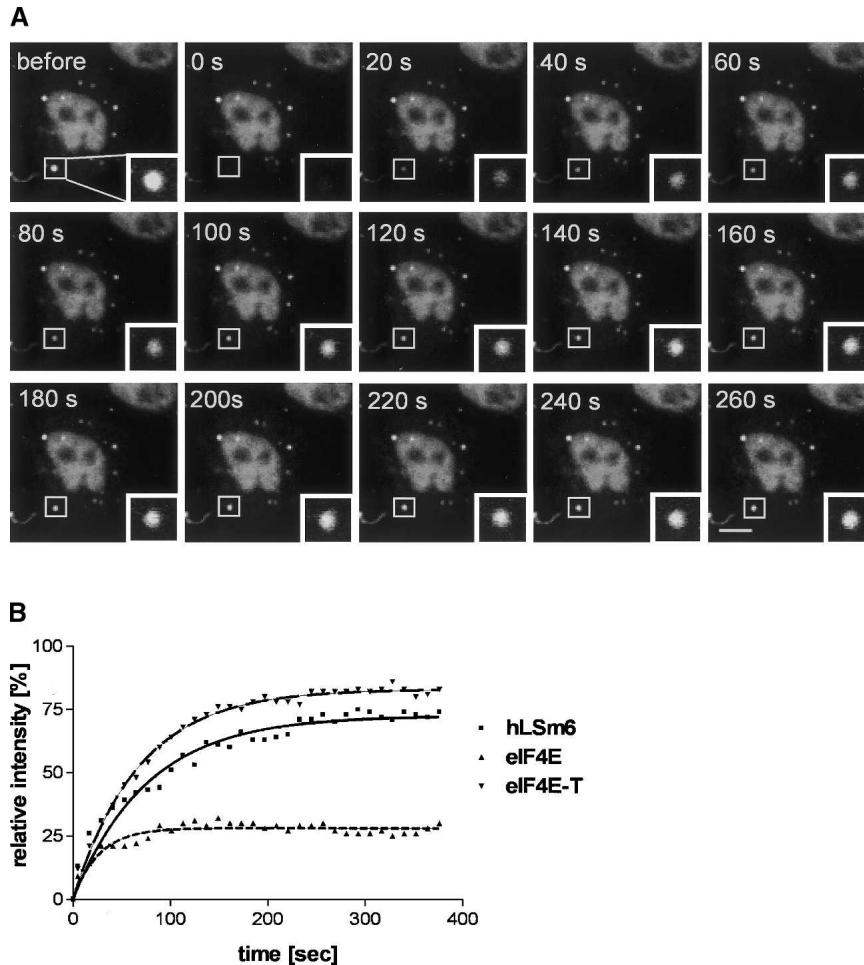 A
before 0 s 20 s 40 s 60 s
80 s 100 s 120 s 140 s 160 s
180 s 200s 220 s 240 s 260 s
B
relative intensity [%]
100
75
50
25
0
0 100 200 300 400
time [sec]
hLSm6
eIF4E
eIF4E-T